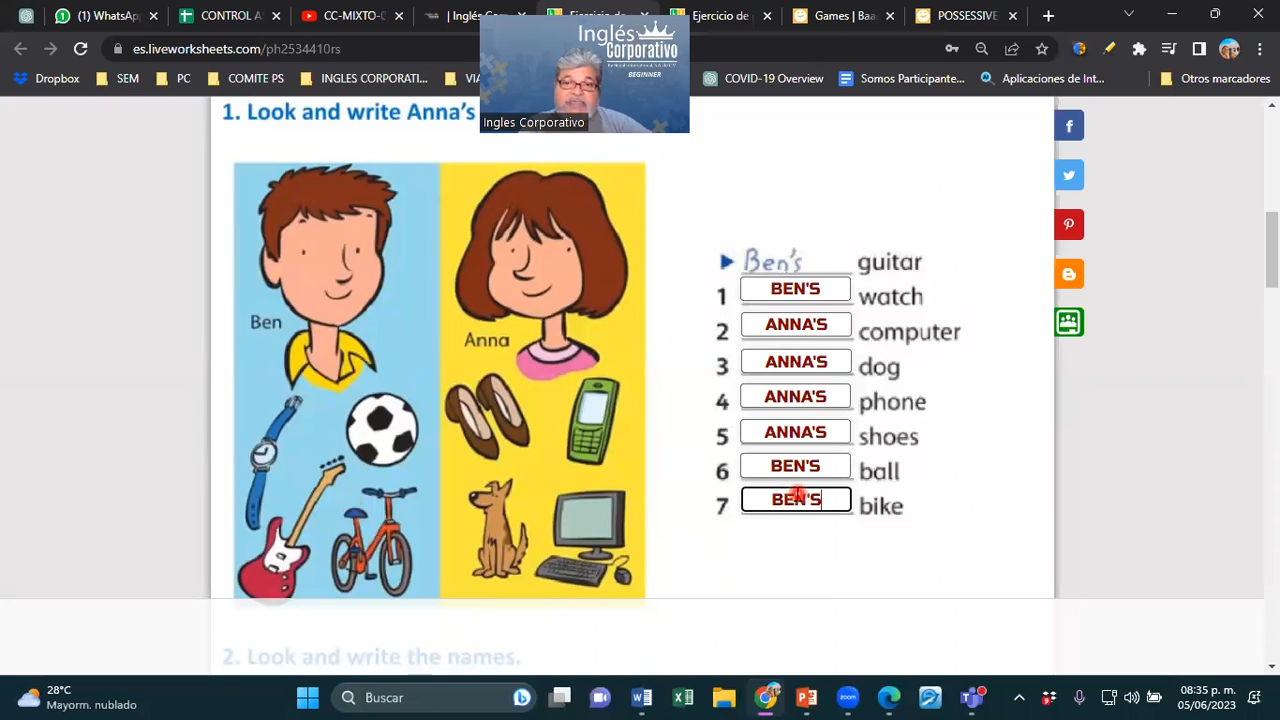 (WhatsApp
CONTROL A
CC-MIXTO-C
¡Inglés Cor
Ejercicio de
Games | Baa
POSSESSIVE
es.liveworksheets.com/ph2534410rs
Dropbox
SEM
PC
COMITE PS
INGLES CORPORATI...
VIA
COVID-19 Overview
Somos Participante...
Aplicaciones de Int...
Otros marcadores
Inglés
Corporativo
BEGINNER
Ingles Corporativo
1. Look and write Anna's
Ben
Anna
Ben's guitar
1 BEN'S watch
2 ANNA'S computer
3 ANNA'S dog
4 ANNA'S phone
5 ANNA'S shoes
6 BEN'S ball
7 BEN'S bike
2. Look and write the names.
28°C
Mayorm. nublado
Buscar
08:35 p. m.
05/06/2023